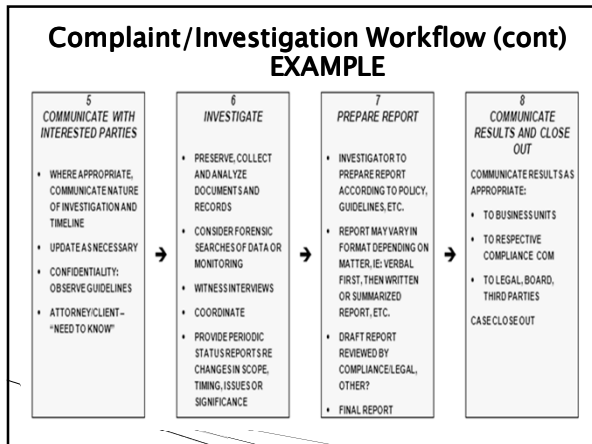 Complaint/Investigation Workflow (cont)
EXAMPLE
5
COMMUNICATE WITH
INTERESTED PARTIES
• WHERE APPROPRIATE,
COMMUNICATE NATURE
OF INVESTIGATION AND
TIMELINE
• UPDATE AS NECESSARY
• CONFIDENTIALITY:
OBSERVE GUIDELINES
• ATTORNEY/CLIENT–
“NEED TO KNOW”
6
INVESTIGATE
• PRESERVE, COLLECT
AND ANALYZE
DOCUMENTS AND
RECORDS
• CONSIDER FORENSIC
SEARCHES OF DATA OR
MONITORING
• WITNESS INTERVIEWS
• COORDINATE
• PROVIDE PERIODIC
STATUS REPORTS RE
CHANGES IN SCOPE,
TIMING, ISSUES OR
SIGNIFICANCE
7
PREPARE REPORT
• INVESTIGATOR TO
PREPARE REPORT
ACCORDING TO POLICY,
GUIDELINES, ETC.
• REPORT MAY VARY IN
FORMAT DEPENDING ON
MATTER, IE: VERBAL
FIRST, THEN WRITTEN
OR SUMMARIZED
REPORT, ETC.
• DRAFT REPORT
REVIEWED BY
COMPLIANCE/LEGAL,
OTHER?
• FINAL REPORT
8
COMMUNICATE
RESULTS AND CLOSE
OUT
COMMUNICATE RESULTS AS
APPROPRIATE:
• TO BUSINESS UNITS
• TO RESPECTIVE
COMPLIANCE COM
• TO LEGAL, BOARD,
THIRD PARTIES
CASE CLOSE OUT